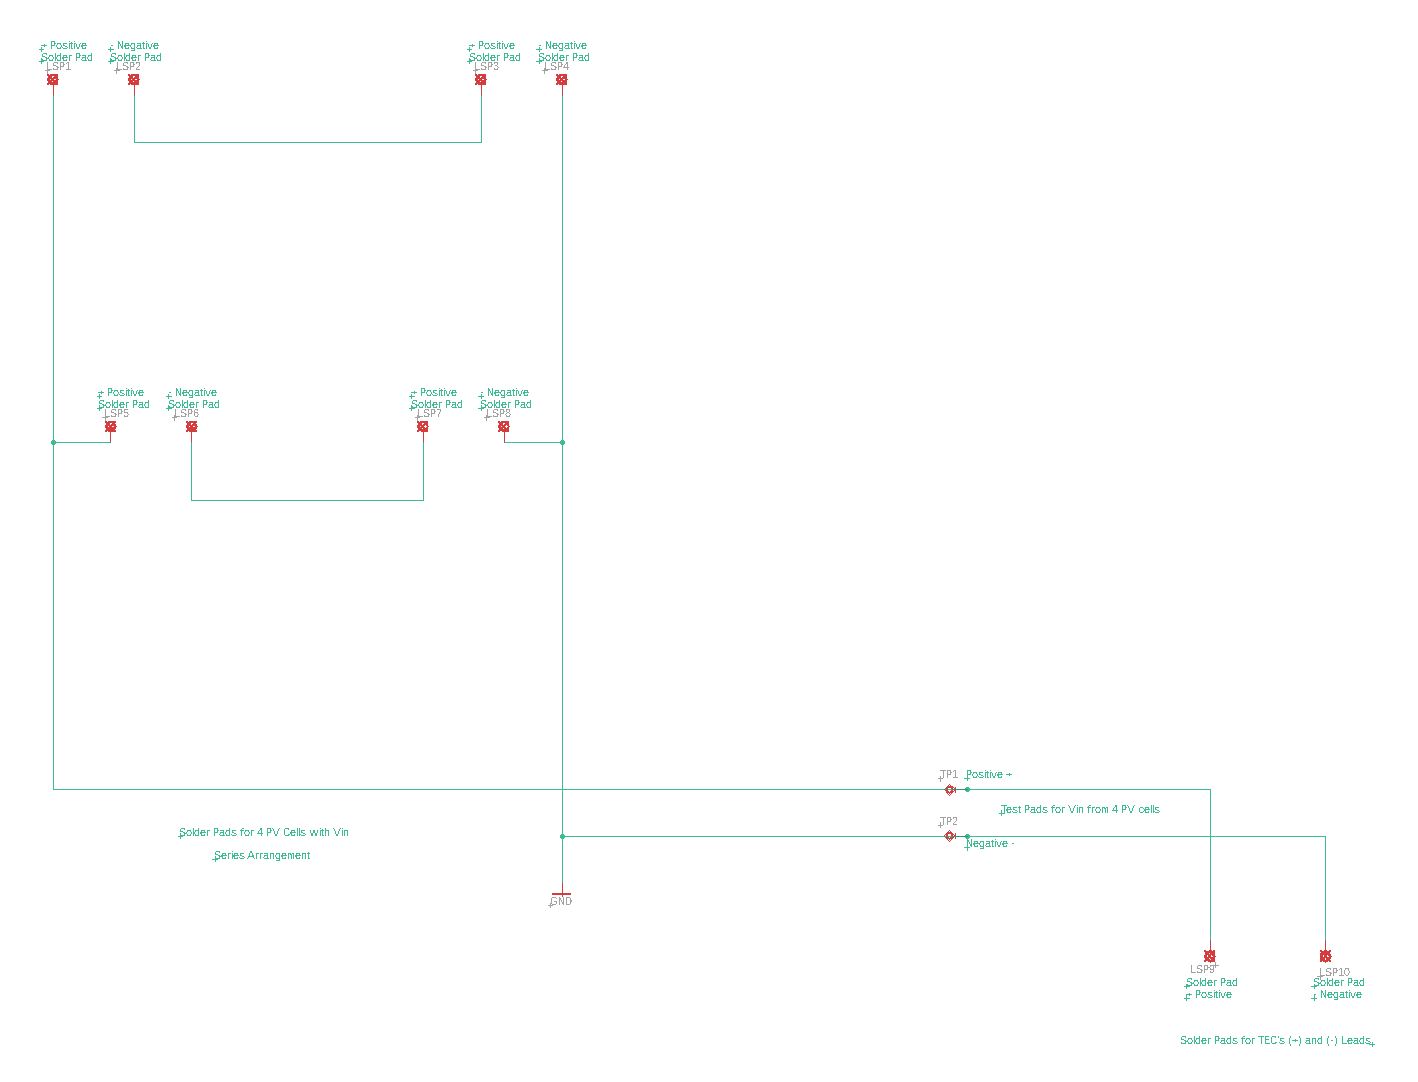 + Positive
Solder Pad
LSP1
- Negative
Solder Pad
LSP2
+ Positive
Solder Pad
LSP3
- Negative
Solder Pad
LSP4
+ Positive
Solder Pad
LSP5
- Negative
Solder Pad
LSP6
+ Positive
Solder Pad
LSP7
- Negative
Solder Pad
LSP8
TP1
Positive +
Test Pads for Vin from 4 PV cells
TP2
Negative -
Solder Pads for 4 PV Cells with Vin
Series Arrangement
GND
LSP9
Solder Pad
+ Positive
LSP10
Solder Pad
- Negative
Solder Pads for TEC's (+) and (-) Leads